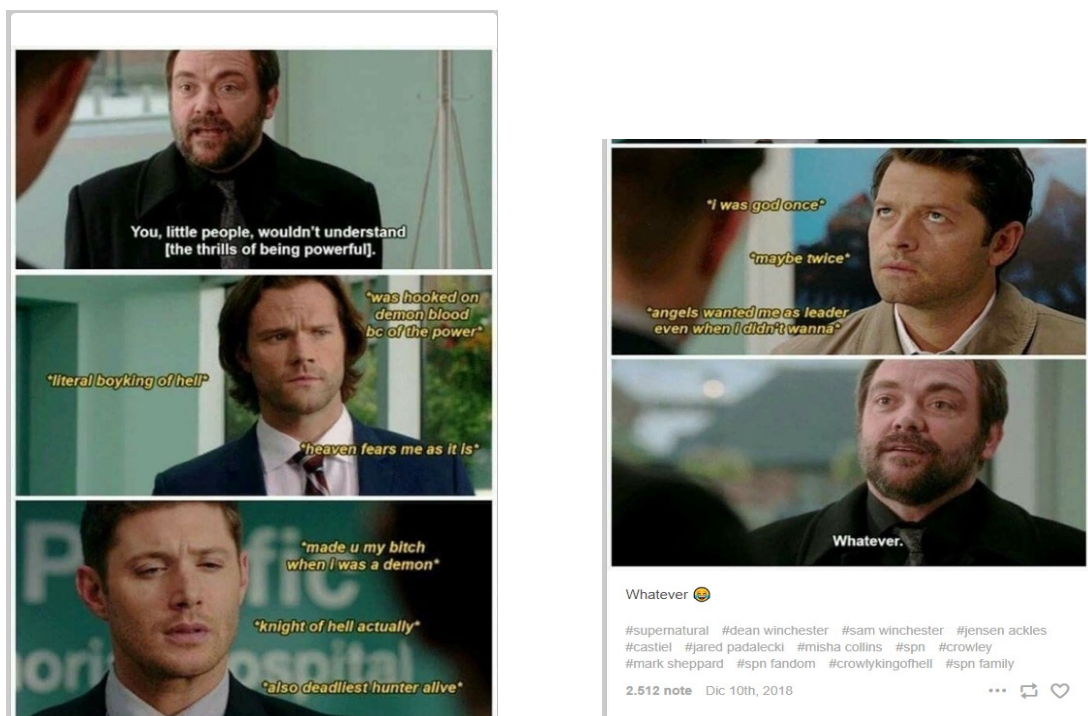 You, little people, wouldn't understand
[the thrills of being powerful].
*was hooked on
demon blood
bc of the power*
*literal boyking of hell*
*heaven fears me as it is*
P fic
ori ospital
*made u my bitch
when i was a demon*
*knight of hell actually*
*also deadliest hunter alive*
*i was god once*
*maybe twice*
*angels wanted me as leader
even when i didn't wanna*
Whatever.
Whatever 😂
#supernatural #dean winchester #sam winchester #jensen ackles
#castiel #jared padalecki #misha collins #spn #crowley
#mark sheppard #spn fandom #crowlykingofhell #spn family
2.512 note Dic 10th, 2018